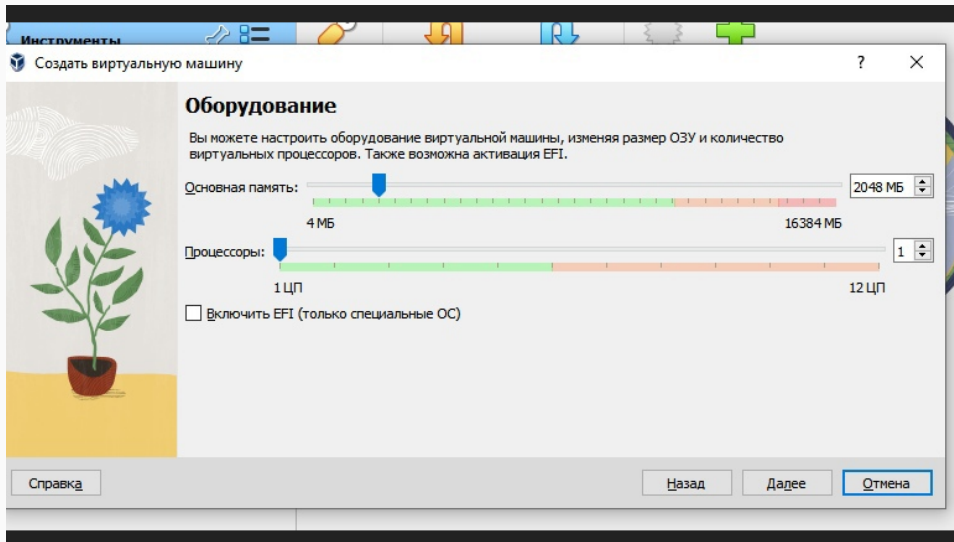 Инструменты
Создать виртуальную машину
?
Оборудование
Вы можете настроить оборудование виртуальной машины, изменяя размер ОЗУ и количество
виртуальных процессоров. Также возможна активация EFI.
Основная память:
2048 МБ
4 МБ
16384 МБ
Процессоры:
1
1 ЦП
12 ЦП
Включить EFI (только специальные ОС)
Справка
Назад
Далее
Отмена